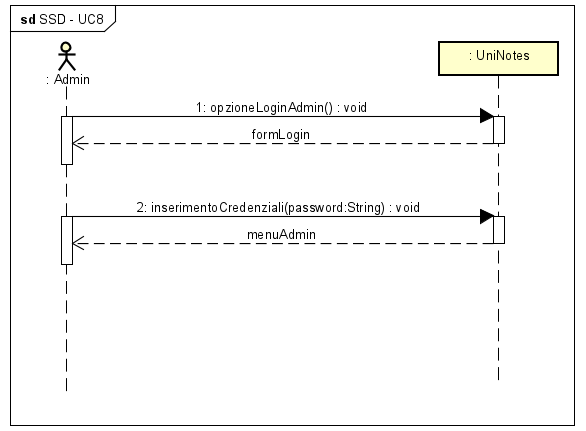 sd SSD - UC8
: Admin
: UniNotes
1: opzioneLoginAdmin() : void
formLogin
2: inserimentoCredenziali(password:String) : void
menuAdmin